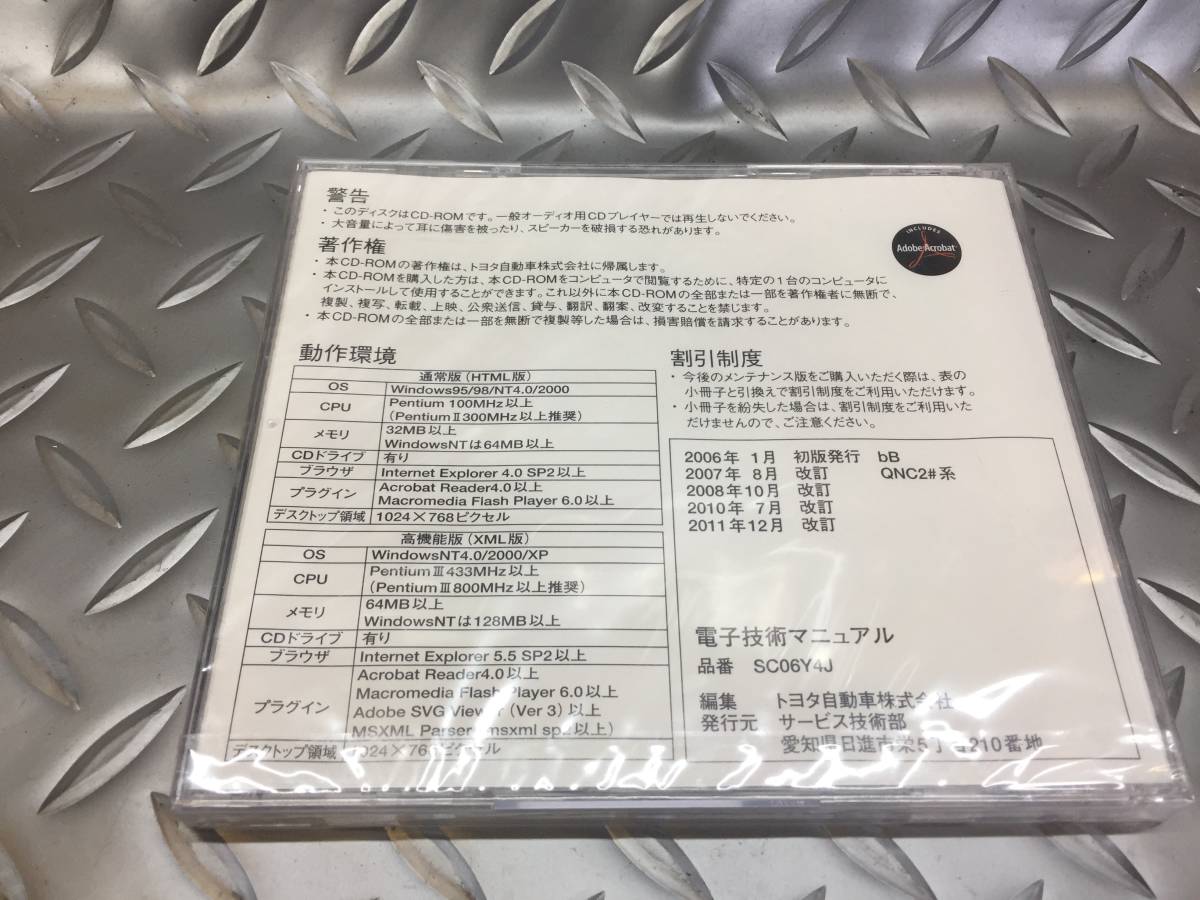 警告
・このディスクはCD-ROMです。一般オーディオ用CDプレイヤーでは再生しないでください。
・大音量によって耳に傷害を被ったり、スピーカーを破損する恐れがあります。
著作権
・本CD-ROMの著作権は、トヨタ自動車株式会社に帰属します。
・本CD-ROMを購入した方は、本CD-ROMをコンピュータで閲覧するために、特定の1台のコンピュータに
インストールして使用することができます。これ以外に本CD-ROMの全部または一部を著作権者に無断で、
複製、複写、転載、上映、公衆送信、貸与、翻訳、翻案、改変することを禁じます。
・本CD-ROMの全部または一部を無断で複製等した場合は、損害賠償を請求することがあります。
INCLUDES
Adobe Acrobat
動作環境
通常版(HTML版)
OS Windows95/98/NT4.0/2000
CPU Pentium 100MHz以上
(PentiumⅡ300MHz以上推奨)
メモリ 32MB以上
WindowsNTは64MB以上
CDドライブ 有り
ブラウザ Internet Explorer 4.0 SP2以上
プラグイン Acrobat Reader4.0以上
Macromedia Flash Player 6.0以上
デスクトップ領域 1024×768ピクセル
高機能版(XML版)
OS WindowsNT4.0/2000/XP
CPU PentiumⅢ433MHz以上
(PentiumⅢ800MHz以上推奨)
メモリ 64MB以上
WindowsNTは128MB以上
CDドライブ 有り
ブラウザ Internet Explorer 5.5 SP2以上
プラグイン Acrobat Reader4.0以上
Macromedia Flash Player 6.0以上
Adobe SVG Viewer (Ver 3) 以上
MSXML Parser(msxml sp2以上)
デスクトップ領域 1024×768ピクセル
割引制度
・今後のメンテナンス版をご購入いただく際は、表の
小冊子と引換えで割引制度をご利用いただけます。
・小冊子を紛失した場合は、割引制度をご利用いた
だけませんので、ご注意ください。
2006年 1月 初版発行 bB
2007年 8月 改訂 QNC2#系
2008年10月 改訂
2010年 7月 改訂
2011年12月 改訂
電子技術マニュアル
品番 SC06Y4J
編集 トヨタ自動車株式会社
発行元 サービス技術部
愛知県日進市栄5丁目210番地